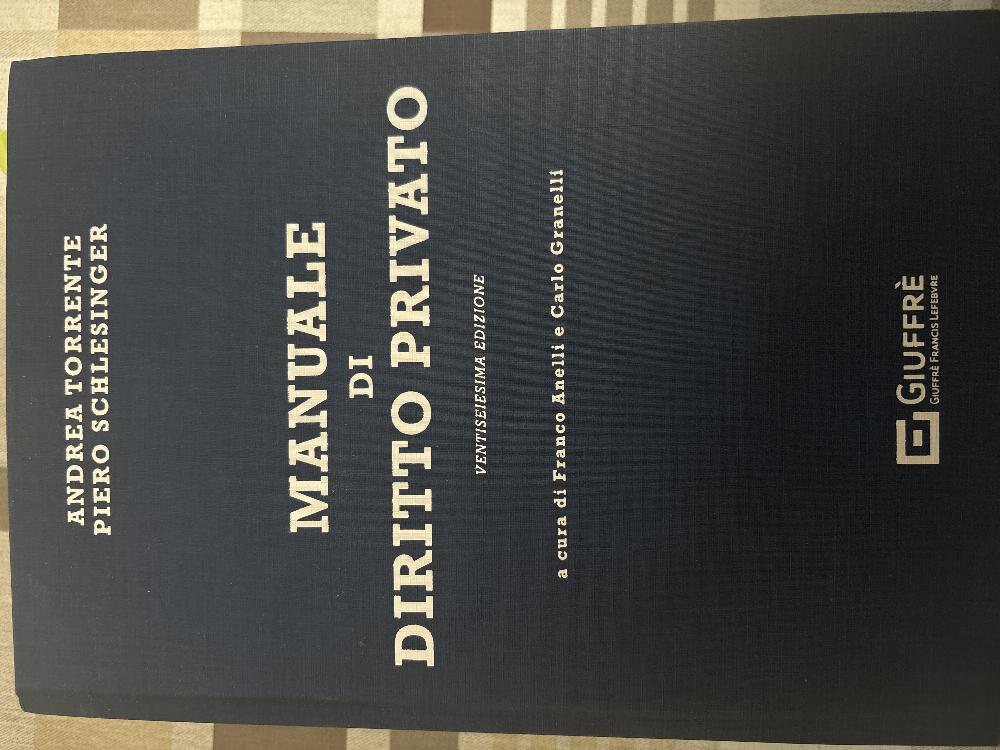 ANDREA TORRENTE
PIERO SCHLESINGER
MANUALE
DI
DIRITTO PRIVATO
VENTISEIESIMA EDIZIONE
a cura di Franco Anelli e Carlo Granelli
GIUFFRÈ
GIUFFRÈ FRANCIS LEFEBVRE